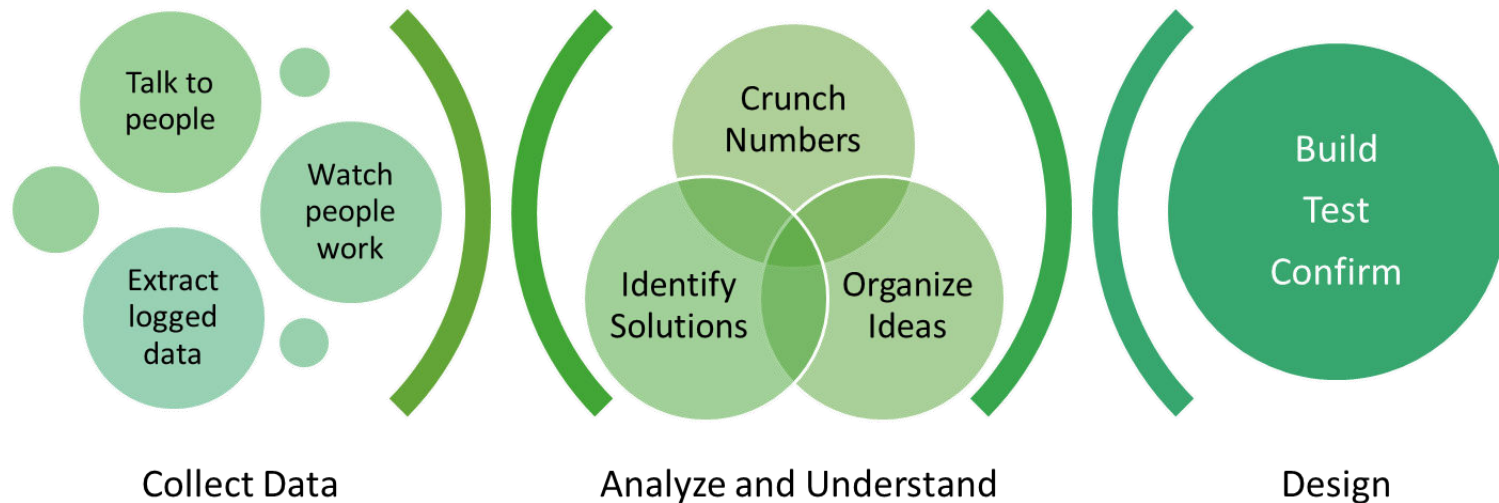 Talk to
people
Watch
people
work
Extract
logged
data
Collect Data
Crunch
Numbers
Identify
Solutions
Organize
Ideas
Analyze and Understand
Build
Test
Confirm
Design